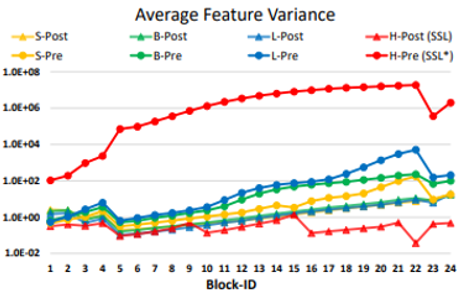 Average Feature Variance
S-Post B-Post L-Post H-Post (SSL)
S-Pre B-Pre L-Pre H-Pre (SSL*)
1.0E+08
1.0E+06
1.0E+04
1.0E+02
1.0E+00
1.0E-02
1 2 3 4 5 6 7 8 9 10 11 12 13 14 15 16 17 18 19 20 21 22 23 24
Block-ID